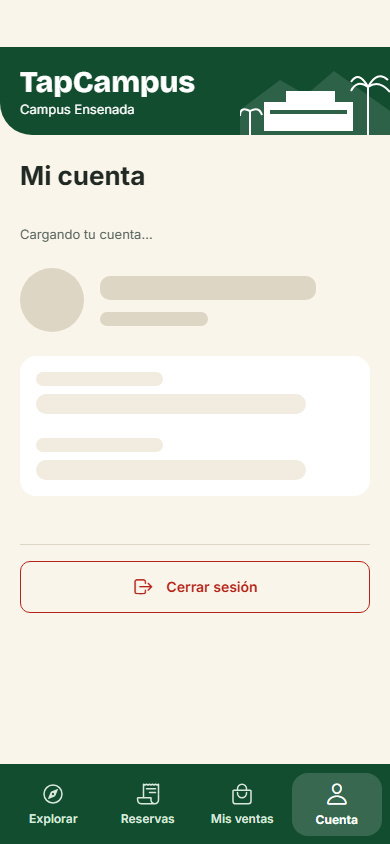 TapCampus
Campus Ensenada
Mi cuenta
Cargando tu cuenta...
Cerrar sesión
Explorar
Reservas
Mis ventas
Cuenta